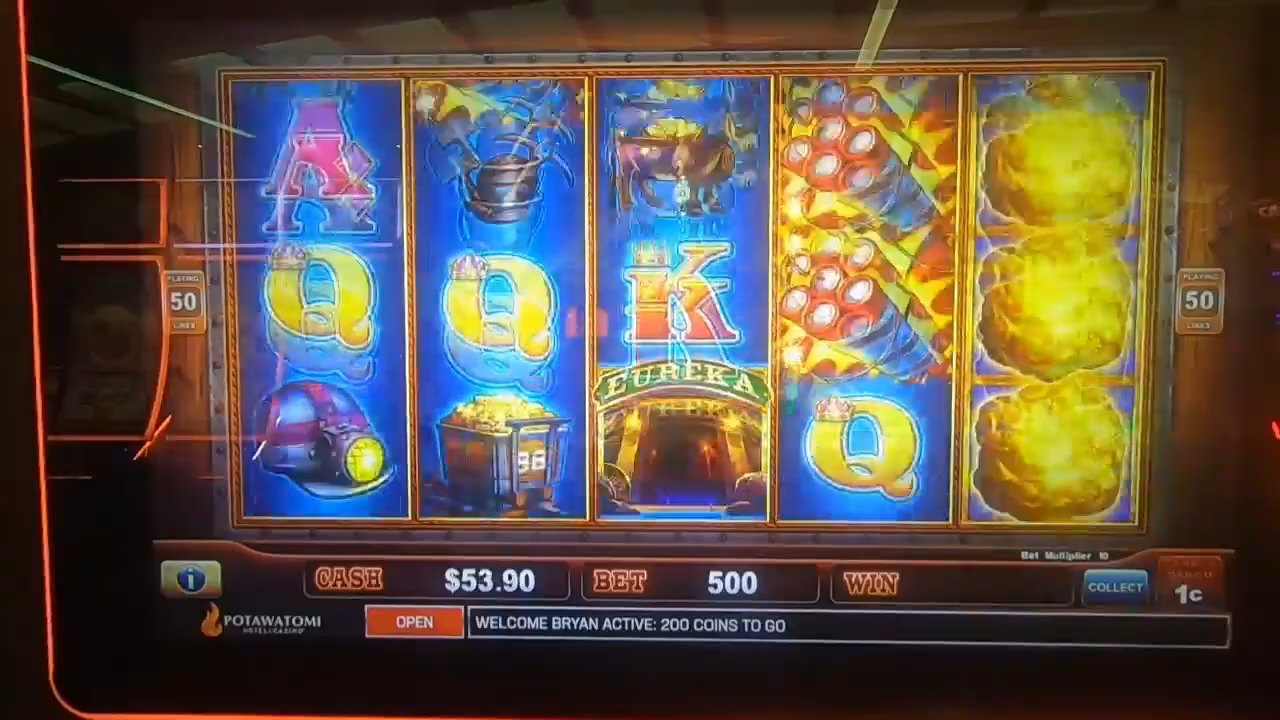 A
Q
Q
K
EUREKA
Q
PLAYING
50
LINES
PLAYING
50
LINES
Bet Multiplier 10
CASH $53.90 BET 500 WIN
COLLECT
1¢
POTAWATOMI
HOTEL & CASINO
OPEN
WELCOME BRYAN ACTIVE: 200 COINS TO GO